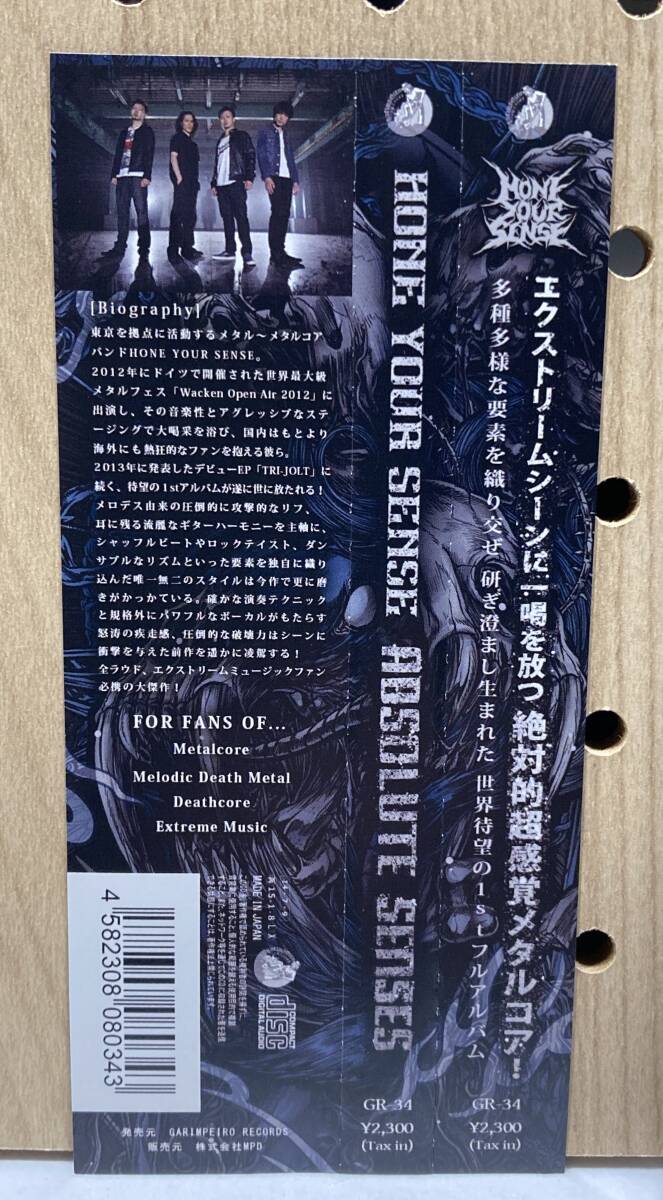 [Biography]
東京を拠点に活動するメタル～メタルコア
バンドHONE YOUR SENSE。
2012年にドイツで開催された世界最大級
メタルフェス「Wacken Open Air 2012」に
出演し、その音楽性とアグレッシブなステ
ージングで大喝采を浴び、国内はもとより
海外にも熱狂的なファンを抱える彼ら。
2013年に発表したデビューEP「TRI-JOLT」に
続く、待望の1stアルバムが遂に世に放たれる！
メロデス由来の圧倒的に攻撃的なリフ、
耳に残る流麗なギターハーモニーを主軸に、
シャッフルビートやロックテイスト、ダン
サブルなリズムといった要素を独自に織り
込んだ唯一無二のスタイルは今作で更に磨
きがかっている。確かな演奏テクニック
と規格外にパワフルなボーカルがもたらす
怒涛の疾走感、圧倒的な破壊力はシーンに
衝撃を与えた前作を遥かに凌駕する！
全ラウド、エクストリームミュージックファン
必携の大傑作！
FOR FANS OF...
Metalcore
Melodic Death Metal
Deathcore
Extreme Music
MADE IN JAPAN
COMPACT
disc
DIGITAL AUDIO
4 582308 080343
発売元 GARIMPEIRO RECORDS
販売元 株式会社MPD
HONE YOUR SENSE ABSOLUTE SENSES
GR-34
¥2,300
(Tax in)
HONE
YOUR
SENSE
エクストリームシーンに一喝を放つ絶対的超感覚メタルコア！
多種多様な要素を織り交ぜ 研ぎ澄まし生まれた 世界待望の1stフルアルバム
GR-34
¥2,300
(Tax in)